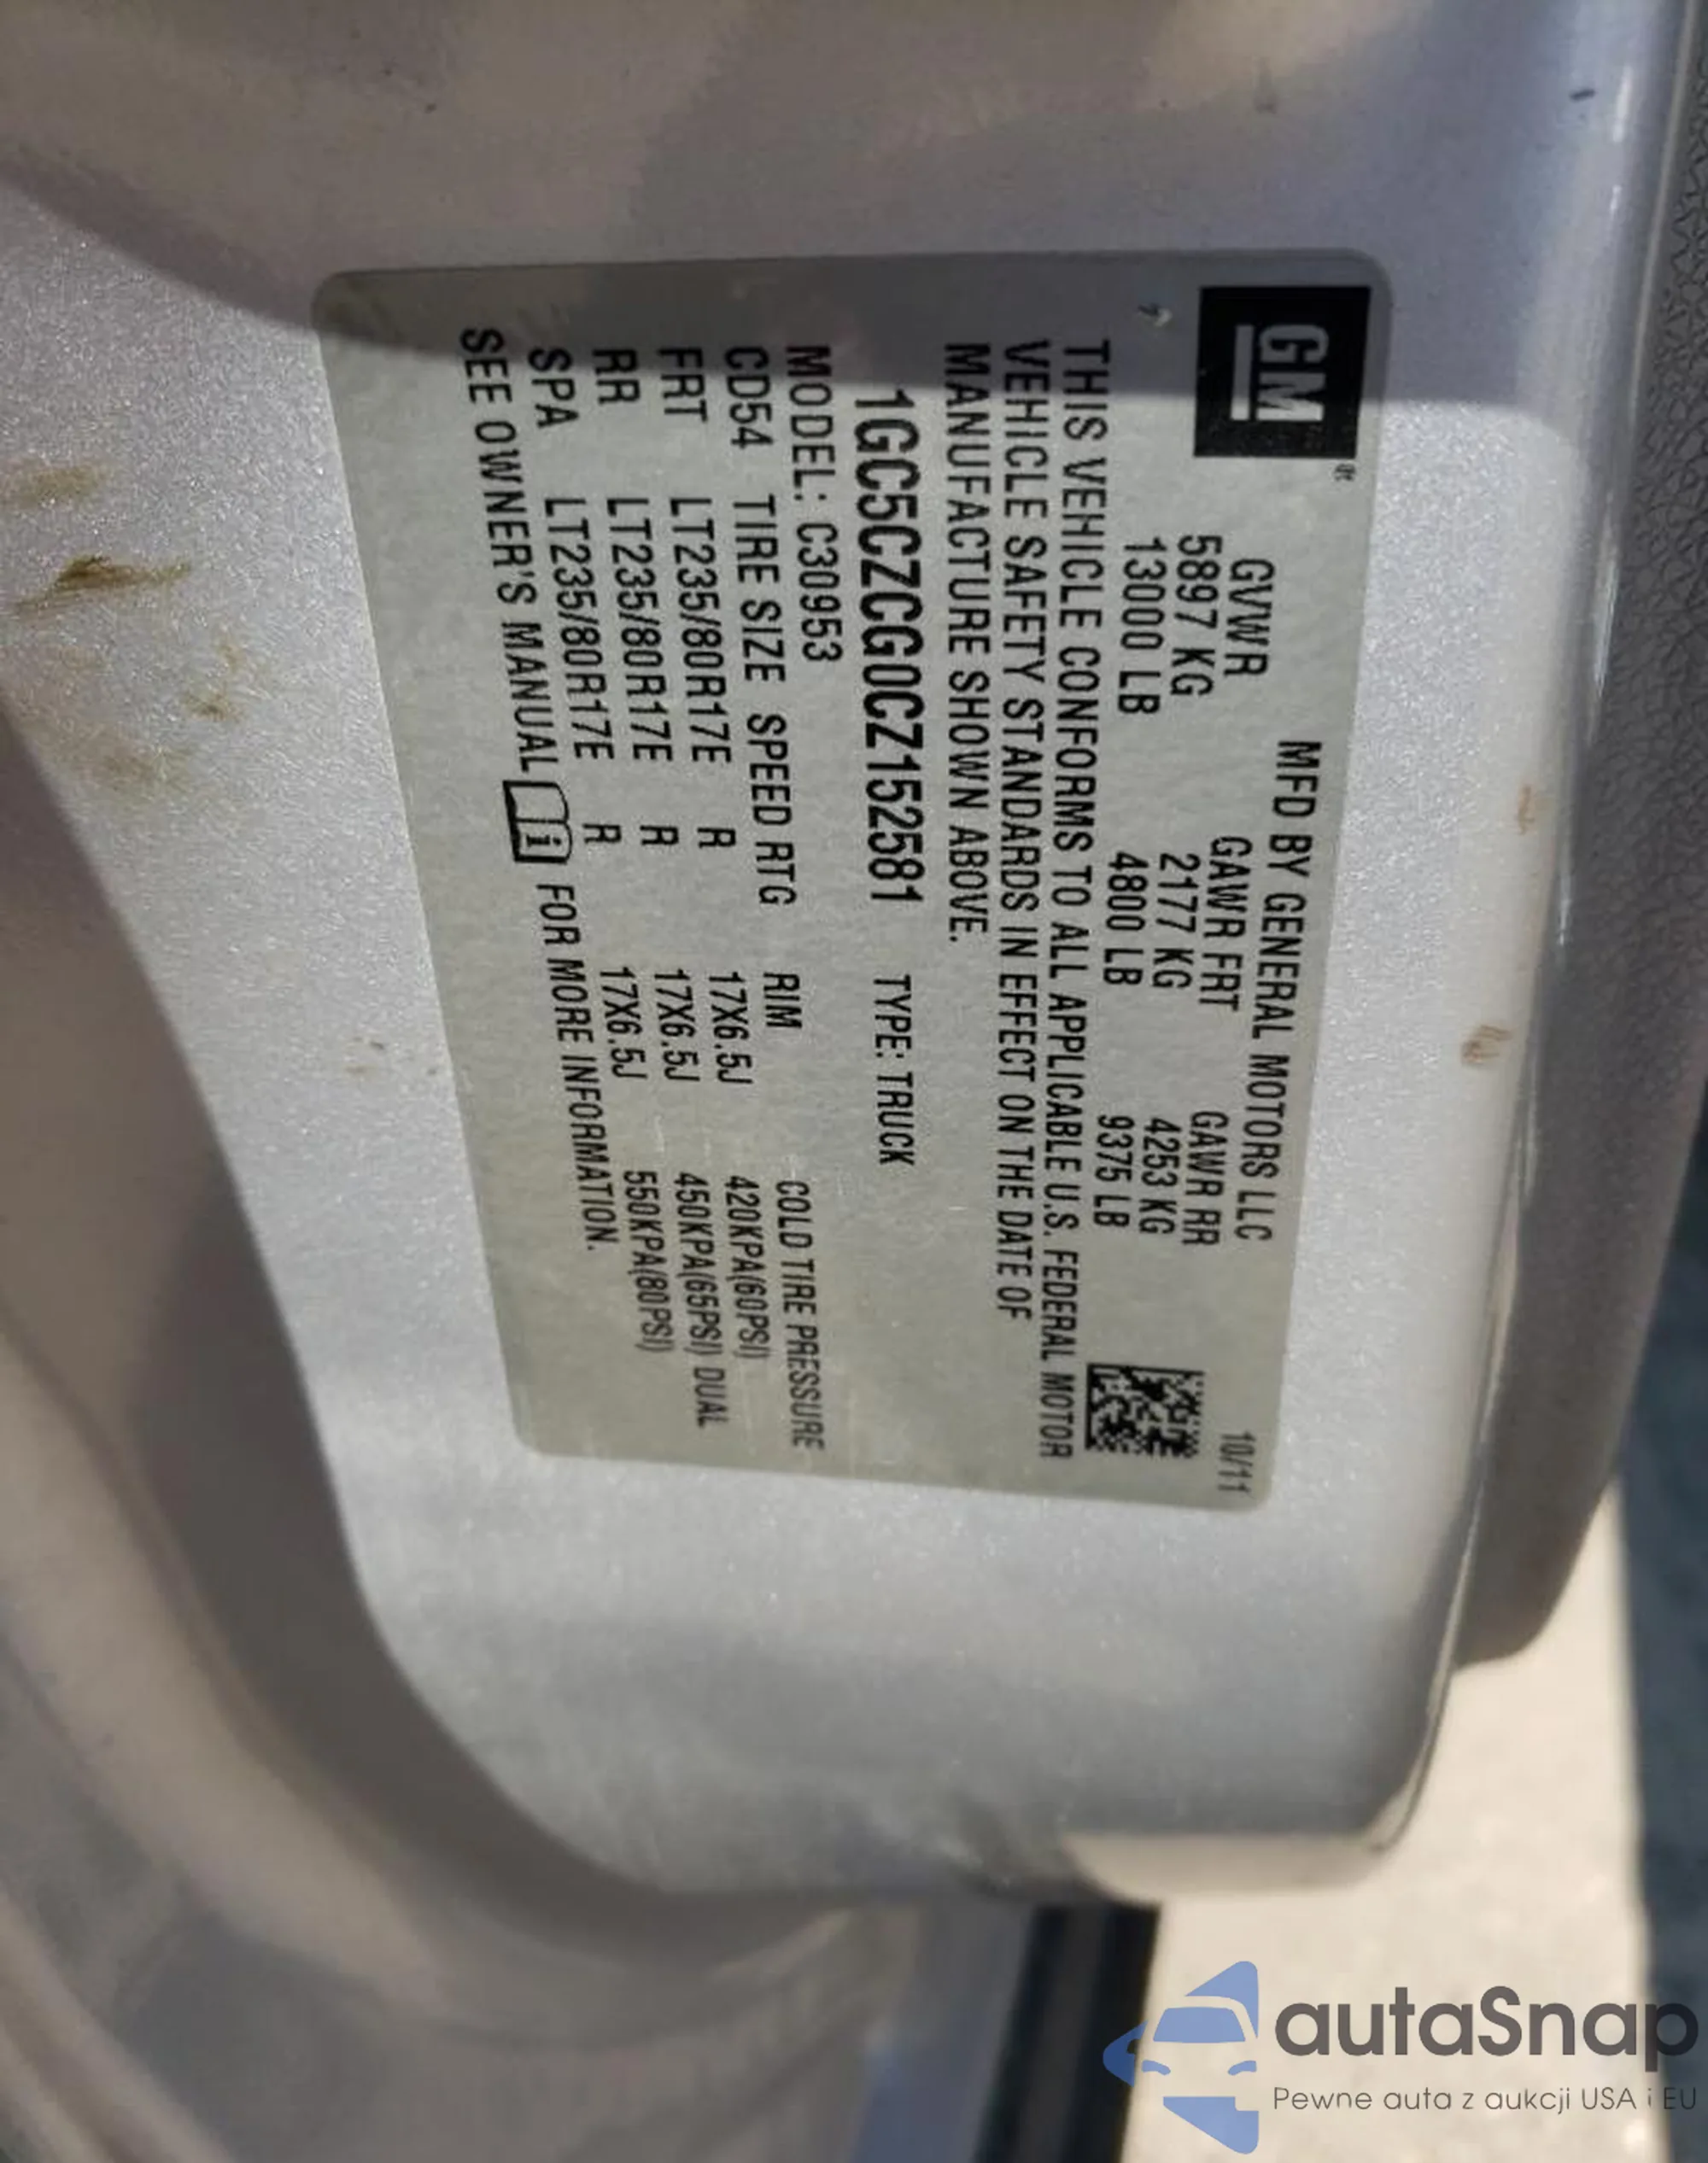 GM®
MFD BY GENERAL MOTORS LLC 10/11
GVWR GAWR FRT GAWR RR
5897 KG 2177 KG 4253 KG
13000 LB 4800 LB 9375 LB
THIS VEHICLE CONFORMS TO ALL APPLICABLE U.S. FEDERAL MOTOR
VEHICLE SAFETY STANDARDS IN EFFECT ON THE DATE OF
MANUFACTURE SHOWN ABOVE.
1GC5CZCG0CZ152581 TYPE: TRUCK
MODEL: C30953
CD54 TIRE SIZE SPEED RTG RIM COLD TIRE PRESSURE
FRT LT235/80R17E R 17X6.5J 420KPA(60PSI)
RR LT235/80R17E R 17X6.5J 450KPA(65PSI) DUAL
SPA LT235/80R17E R 17X6.5J 550KPA(80PSI)
SEE OWNER'S MANUAL i FOR MORE INFORMATION.
autaSnap
Pewne auta z aukcji USA i EU